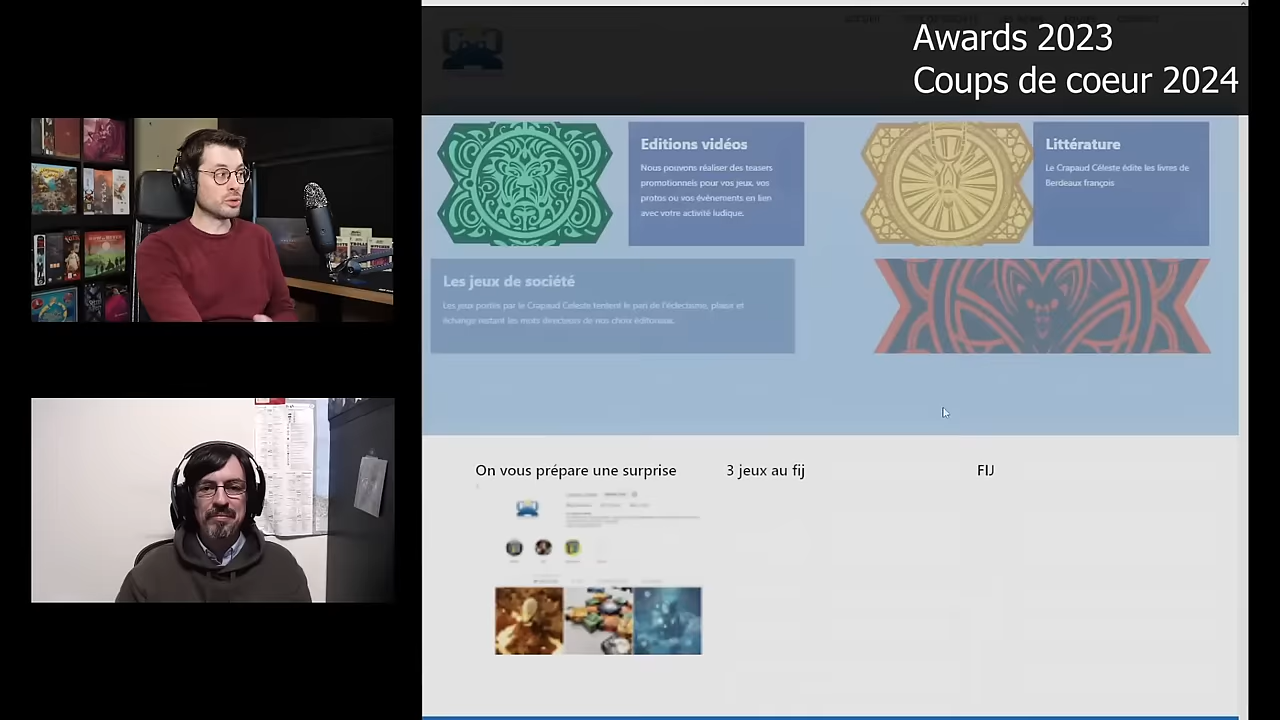 Awards 2023
Coups de coeur 2024
Editions vidéos
Nous pouvons réaliser des teasers
promotionnels pour vos jeux, vos
protos ou vos événements en lien
avec votre activité ludique.
Littérature
Le Crapaud Céleste édite les livres de
Berdeaux françois
Les jeux de société
Les jeux portés par le Crapaud Celeste tentent le pari de l'éclectisme, plaisir et
échange restant les mots directeurs de nos choix éditoriaux.
On vous prépare une surprise
3 jeux au fij
FIJ